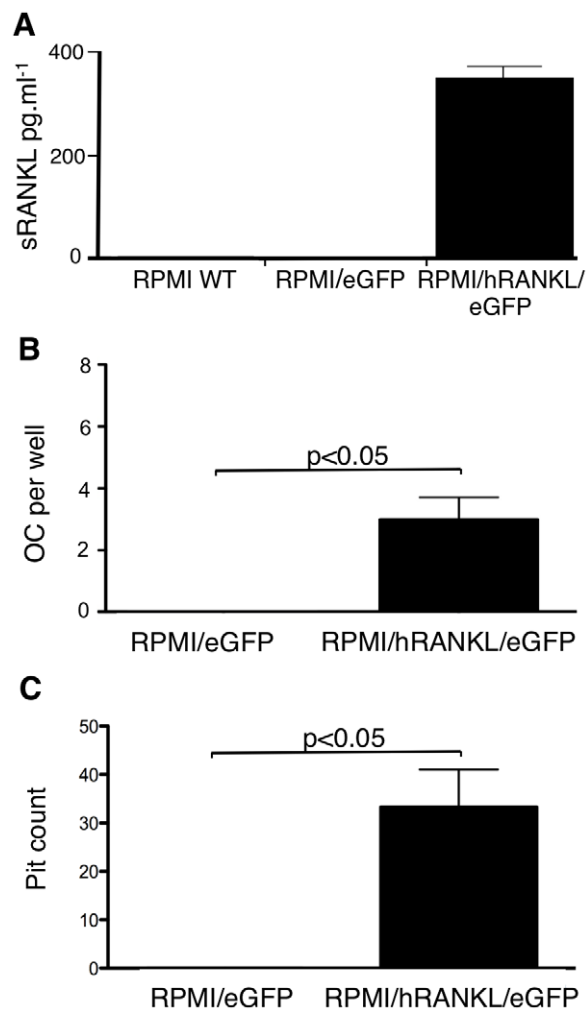 A
400
200
0
sRANKL pg.ml⁻¹
RPMI WT RPMI/eGFP RPMI/hRANKL/
eGFP
B
8
6
4
2
0
OC per well
p<0.05
RPMI/eGFP RPMI/hRANKL/eGFP
C
50
40
30
20
10
0
Pit count
p<0.05
RPMI/eGFP RPMI/hRANKL/eGFP